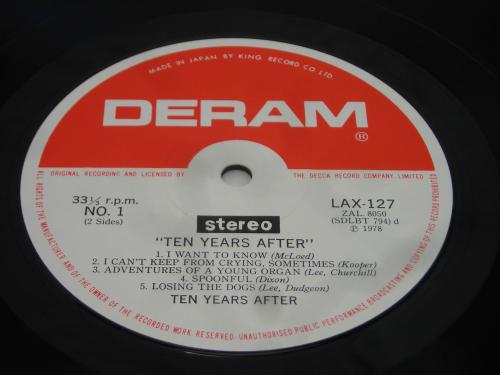 MADE IN JAPAN BY KING RECORD CO. LTD.
DERAM
®
ORIGINAL RECORDING AND LICENSED BY THE DECCA RECORD COMPANY LIMITED
33⅓ r.p.m.
NO. 1
(2 Sides)
stereo
LAX-127
ZAL. 8050
(SDLBT 794) d
℗ 1978
"TEN YEARS AFTER"
1. I WANT TO KNOW (McLoed)
2. I CAN'T KEEP FROM CRYING, SOMETIMES (Kooper)
3. ADVENTURES OF A YOUNG ORGAN (Lee, Churchill)
4. SPOONFUL (Dixon)
5. LOSING THE DOGS (Lee, Dudgeon)
TEN YEARS AFTER
ALL RIGHTS OF THE MANUFACTURER AND OF THE OWNER OF THE RECORDED WORK RESERVED·UNAUTHORISED PUBLIC PERFORMANCE BROADCASTING AND COPYING OF THIS RECORD PROHIBITED